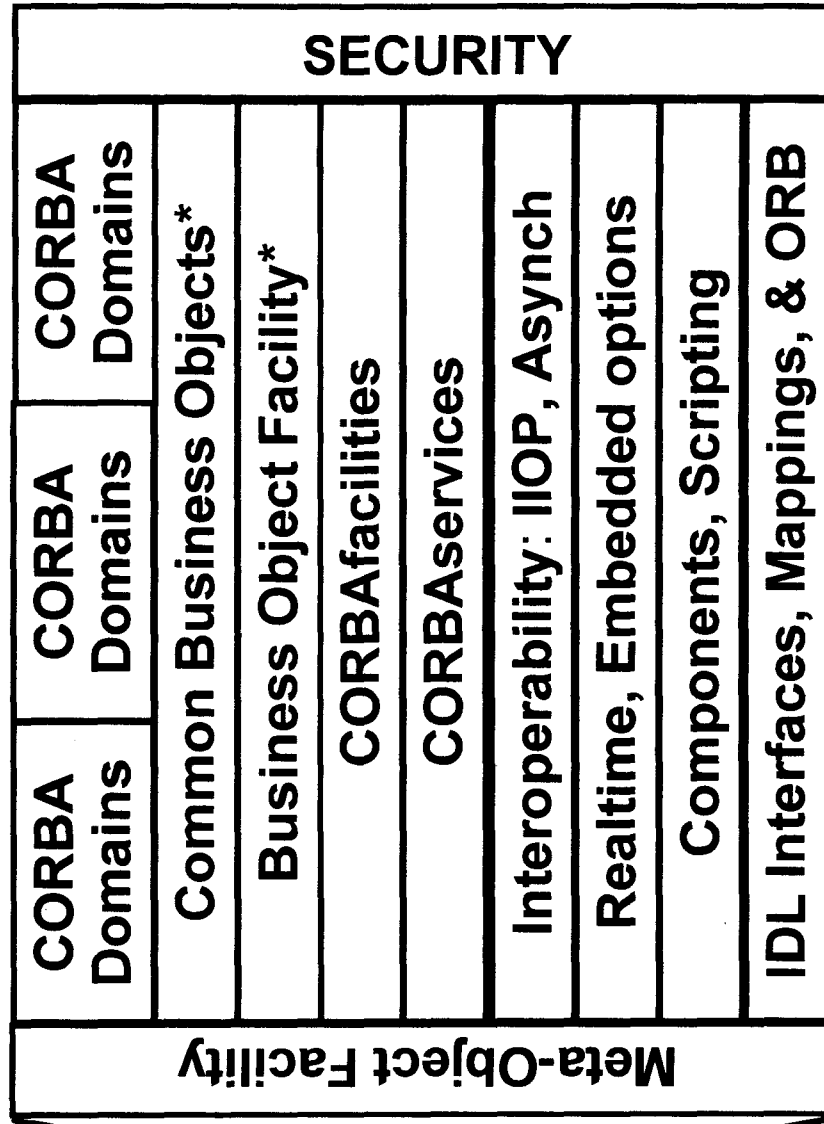 SECURITY
CORBA
Domains
CORBA
Domains
CORBA
Domains
Common Business Objects*
Business Object Facility*
CORBAfacilities
CORBAservices
Interoperability: IIOP, Asynch
Realtime, Embedded options
Components, Scripting
IDL Interfaces, Mappings, & ORB
Meta-Object Facility